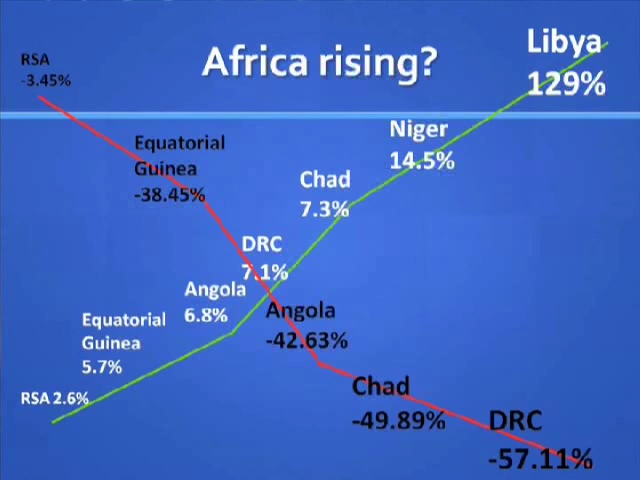 Africa rising?
RSA
-3.45%
Libya
129%
Equatorial
Guinea
-38.45%
Niger
14.5%
Chad
7.3%
DRC
7.1%
Angola
6.8%
Angola
-42.63%
Equatorial
Guinea
5.7%
RSA 2.6%
Chad
-49.89%
DRC
-57.11%